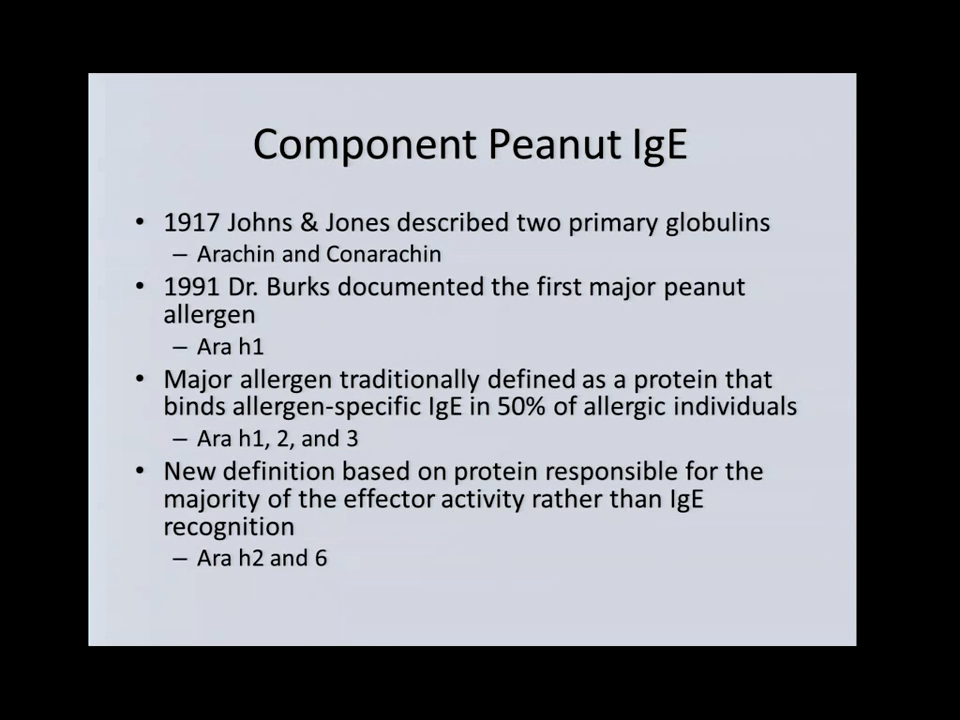 Component Peanut IgE
• 1917 Johns & Jones described two primary globulins
– Arachin and Conarachin
• 1991 Dr. Burks documented the first major peanut
allergen
– Ara h1
• Major allergen traditionally defined as a protein that
binds allergen-specific IgE in 50% of allergic individuals
– Ara h1, 2, and 3
• New definition based on protein responsible for the
majority of the effector activity rather than IgE
recognition
– Ara h2 and 6